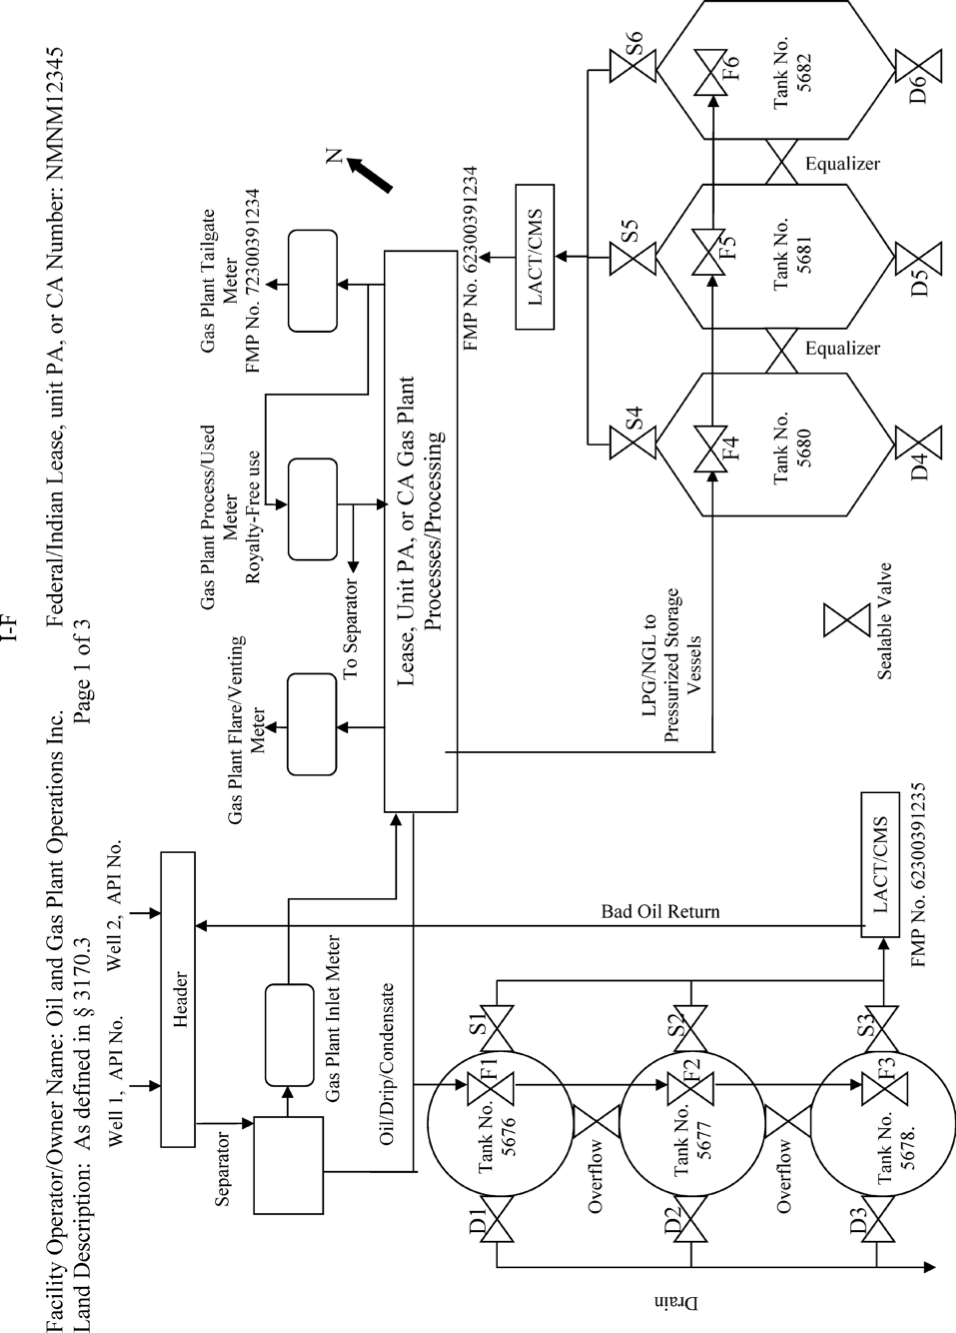 I-F
Facility Operator/Owner Name: Oil and Gas Plant Operations Inc. Federal/Indian Lease, unit PA, or CA Number: NMNM12345
Land Description: As defined in § 3170.3 Page 1 of 3
Well 1, API No.
Well 2, API No.
Header
Separator
Gas Plant Inlet Meter
Oil/Drip/Condensate
Gas Plant Flare/Venting
Meter
Gas Plant Process/Used
Meter
Royalty-Free use
Gas Plant Tailgate
Meter
FMP No. 72300391234
N
To Separator
Lease, Unit PA, or CA Gas Plant
Processes/Processing
FMP No. 62300391234
LACT/CMS
S4
S5
S6
F4
F5
F6
Tank No.
5680
Tank No.
5681
Tank No.
5682
Equalizer
Equalizer
D4
D5
D6
LPG/NGL to
Pressurized Storage
Vessels
Sealable Valve
Bad Oil Return
LACT/CMS
FMP No. 62300391235
S1
S2
S3
F1
F2
F3
Tank No.
5676
Tank No.
5677
Tank No.
5678.
Overflow
Overflow
D1
D2
D3
Drain